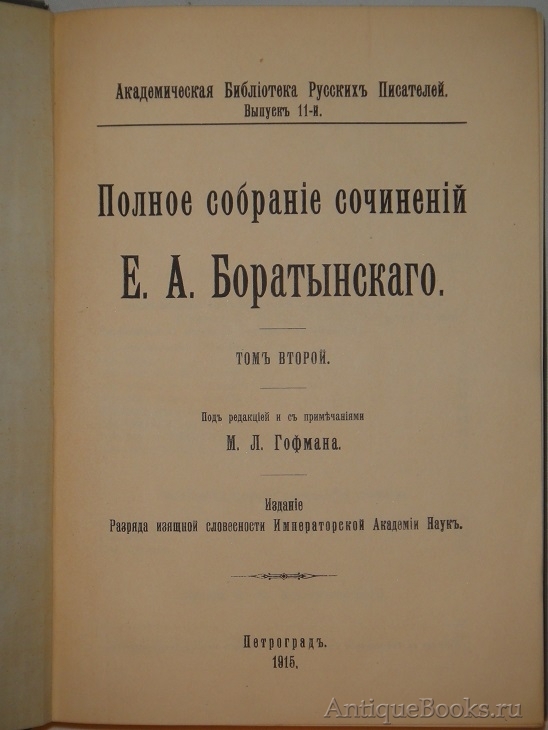 Академическая Библіотека Русскихъ Писателей.
Выпускъ 11-й.
Полное собраніе сочиненій
Е. А. Боратынскаго.
ТОМЪ ВТОРОЙ.
Подъ редакціей и съ примѣчаніями
М. Л. Гофмана.
Изданіе
Разряда изящной словесности Императорской Академіи Наукъ.
Петроградъ.
1915.
AntiqueBooks.ru